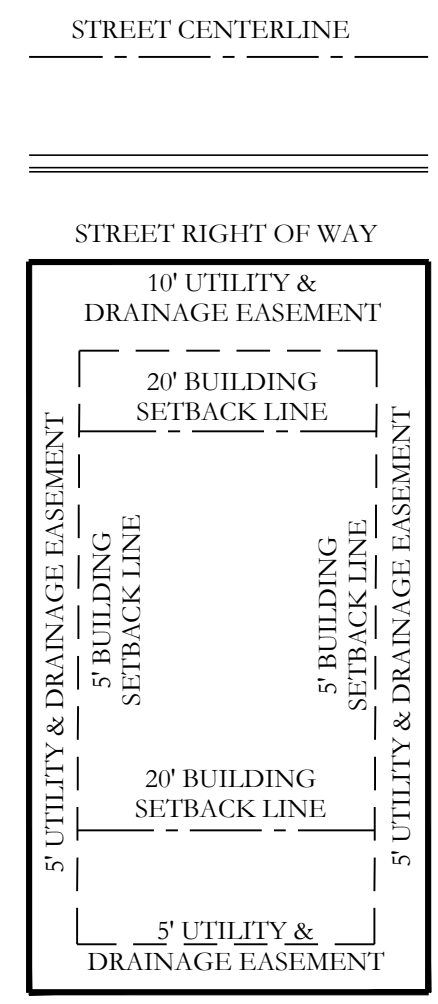 STREET CENTERLINE
STREET RIGHT OF WAY
10' UTILITY &
DRAINAGE EASEMENT
20' BUILDING
SETBACK LINE
5' UTILITY & DRAINAGE EASEMENT
5' BUILDING
SETBACK LINE
5' BUILDING
SETBACK LINE
5' UTILITY & DRAINAGE EASEMENT
20' BUILDING
SETBACK LINE
5' UTILITY &
DRAINAGE EASEMENT